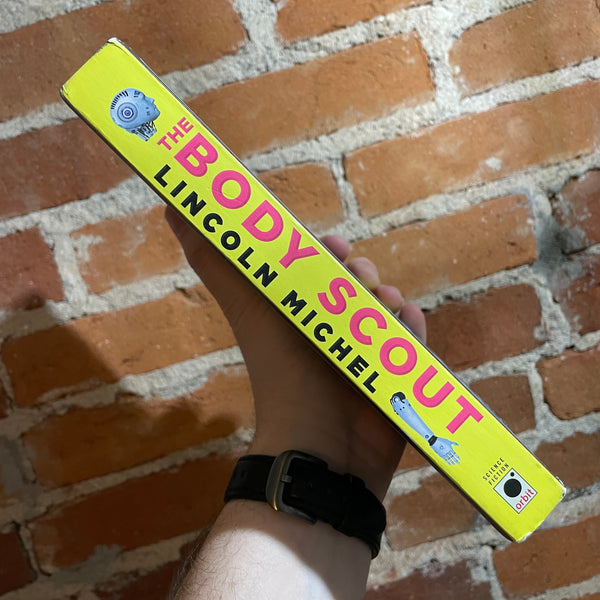 THE
BODY SCOUT
LINCOLN MICHEL
SCIENCE
FICTION
orbit